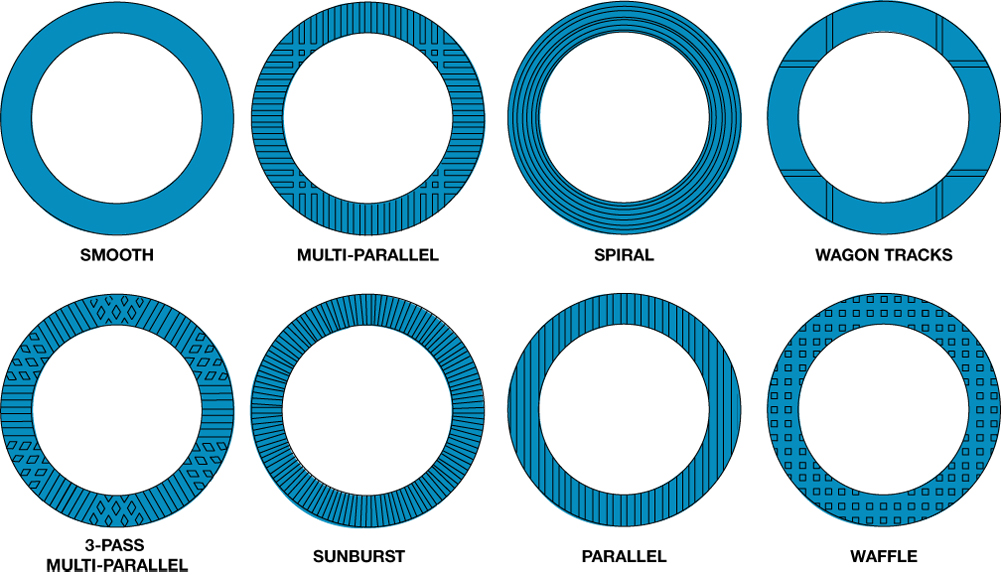 SMOOTH
MULTI-PARALLEL
SPIRAL
WAGON TRACKS
3-PASS
MULTI-PARALLEL
SUNBURST
PARALLEL
WAFFLE